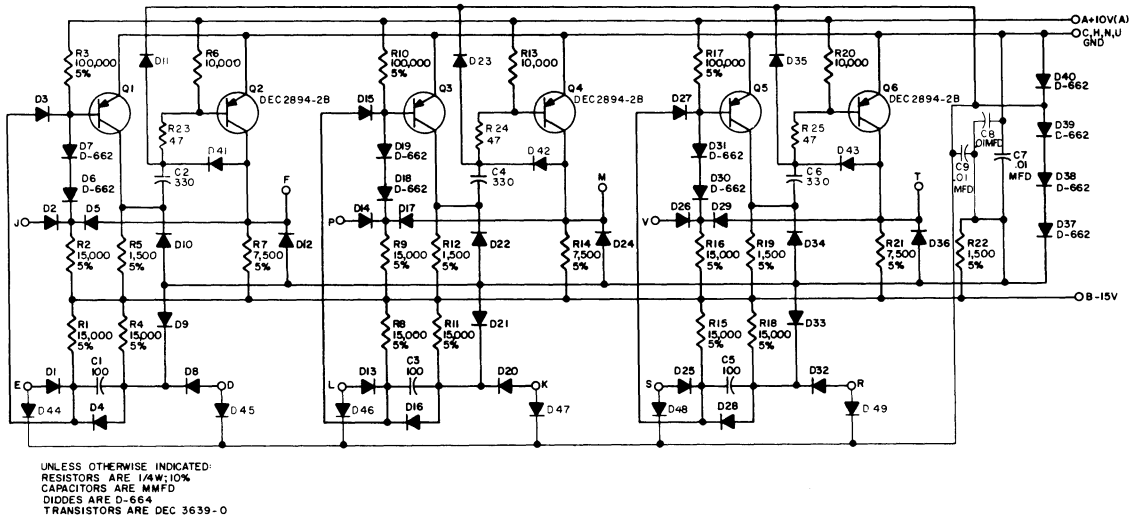 A+10V(A)
C,H,N,U
GND
R3
100,000
5%
D11
R6
10,000
R10
100,000
5%
D23
R13
10,000
R17
100,000
5%
D35
R20
10,000
D3
Q1
Q2
DEC2894-2B
D15
Q3
Q4
DEC2894-2B
D27
Q5
Q6
DEC2894-2B
D40
D-662
R23
47
R24
47
R25
47
C8
.01MFD
D39
D-662
D7
D-662
D41
D19
D-662
D42
D31
D-662
D43
C9
.01
MFD
C7
.01
MFD
D6
D-662
C2
330
F
D18
D-662
C4
330
M
D30
D-662
C6
330
T
D38
D-662
J
D2
D5
P
D14
D17
V
D26
D29
D37
D-662
R2
15,000
5%
R5
1,500
5%
D10
R7
7,500
5%
D12
R9
15,000
5%
R12
1,500
5%
D22
R14
7,500
5%
D24
R16
15,000
5%
R19
1,500
5%
D34
R21
7,500
5%
D36
R22
1,500
5%
B-15V
R1
15,000
5%
R4
15,000
5%
D9
R8
15,000
5%
R11
15,000
5%
D21
R15
15,000
5%
R18
15,000
5%
D33
E
D1
C1
100
D8
D
L
D13
C3
100
D20
K
S
D25
C5
100
D32
R
D44
D4
D45
D46
D16
D47
D48
D28
D49
UNLESS OTHERWISE INDICATED:
RESISTORS ARE 1/4W; 10%
CAPACITORS ARE MMFD
DIODES ARE D-664
TRANSISTORS ARE DEC 3639-0